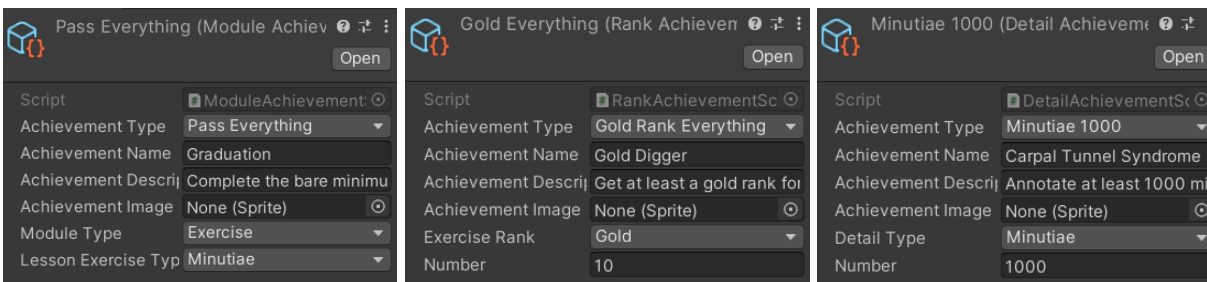 Pass Everything (Module Achiev
Open
Script ModuleAchievement
Achievement Type Pass Everything
Achievement Name Graduation
Achievement Descri Complete the bare minimu
Achievement Image None (Sprite)
Module Type Exercise
Lesson Exercise Typ Minutiae
Gold Everything (Rank Achieven
Open
Script RankAchievementSc
Achievement Type Gold Rank Everything
Achievement Name Gold Digger
Achievement Descri Get at least a gold rank for
Achievement Image None (Sprite)
Exercise Rank Gold
Number 10
Minutiae 1000 (Detail Achieveme
Open
Script DetailAchievementSc
Achievement Type Minutiae 1000
Achievement Name Carpal Tunnel Syndrome
Achievement Descri Annotate at least 1000 mi
Achievement Image None (Sprite)
Detail Type Minutiae
Number 1000